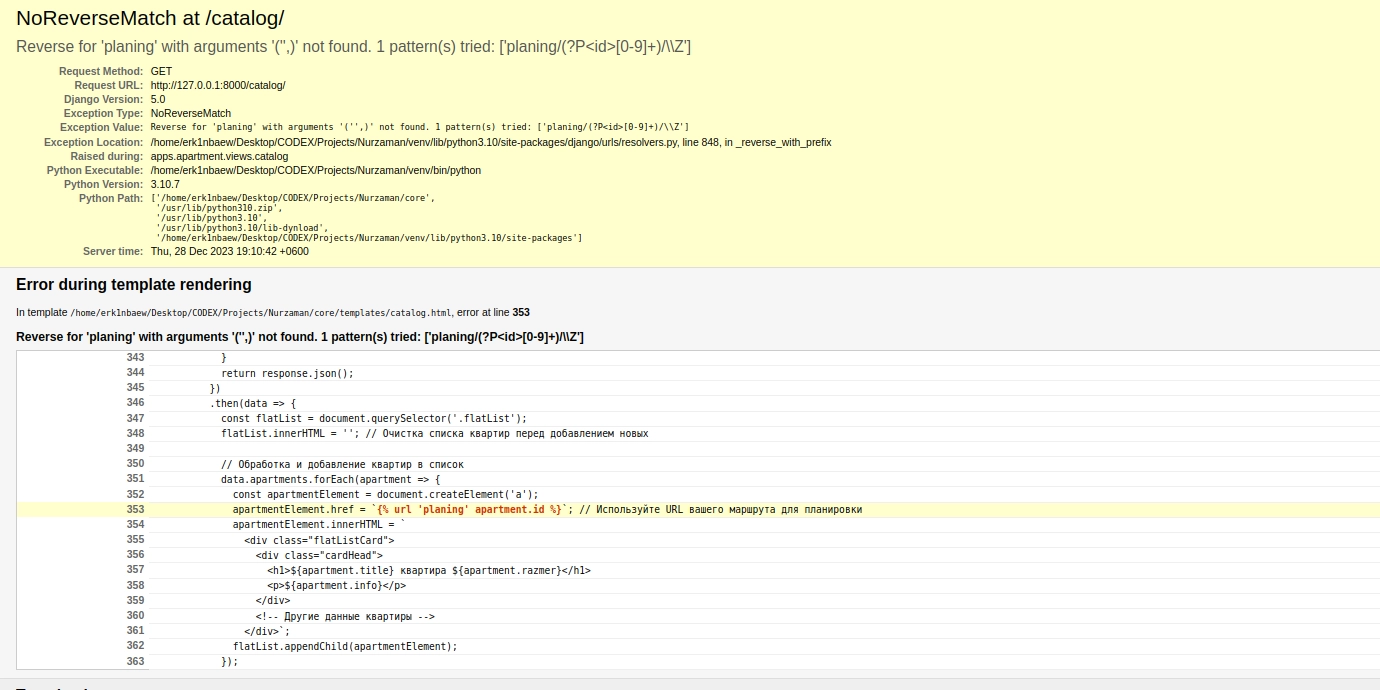 NoReverseMatch at /catalog/
Reverse for 'planing' with arguments '('',)' not found. 1 pattern(s) tried: ['planing/(?P<id>[0-9]+)/\\Z']
Request Method: GET
Request URL: http://127.0.0.1:8000/catalog/
Django Version: 5.0
Exception Type: NoReverseMatch
Exception Value: Reverse for 'planing' with arguments '('',)' not found. 1 pattern(s) tried: ['planing/(?P<id>[0-9]+)/\\Z']
Exception Location: /home/erk1nbaew/Desktop/CODEX/Projects/Nurzaman/venv/lib/python3.10/site-packages/django/urls/resolvers.py, line 848, in _reverse_with_prefix
Raised during: apps.apartment.views.catalog
Python Executable: /home/erk1nbaew/Desktop/CODEX/Projects/Nurzaman/venv/bin/python
Python Version: 3.10.7
Python Path: ['/home/erk1nbaew/Desktop/CODEX/Projects/Nurzaman/core',
'/usr/lib/python310.zip',
'/usr/lib/python3.10',
'/usr/lib/python3.10/lib-dynload',
'/home/erk1nbaew/Desktop/CODEX/Projects/Nurzaman/venv/lib/python3.10/site-packages']
Server time: Thu, 28 Dec 2023 19:10:42 +0600
Error during template rendering
In template /home/erk1nbaew/Desktop/CODEX/Projects/Nurzaman/core/templates/catalog.html, error at line 353
Reverse for 'planing' with arguments '('',)' not found. 1 pattern(s) tried: ['planing/(?P<id>[0-9]+)/\\Z']
343 }
344 return response.json();
345 })
346 .then(data => {
347 const flatList = document.querySelector('.flatList');
348 flatList.innerHTML = ''; // Очистка списка квартир перед добавлением новых
349
350 // Обработка и добавление квартир в список
351 data.apartments.forEach(apartment => {
352 const apartmentElement = document.createElement('a');
353 apartmentElement.href = `{% url 'planing' apartment.id %}`; // Используйте URL вашего маршрута для планировки
354 apartmentElement.innerHTML = `
355 <div class="flatListCard">
356 <div class="cardHead">
357 <h1>${apartment.title} квартира ${apartment.razmer}</h1>
358 <p>${apartment.info}</p>
359 </div>
360 <!-- Другие данные квартиры -->
361 </div>`;
362 flatList.appendChild(apartmentElement);
363 });